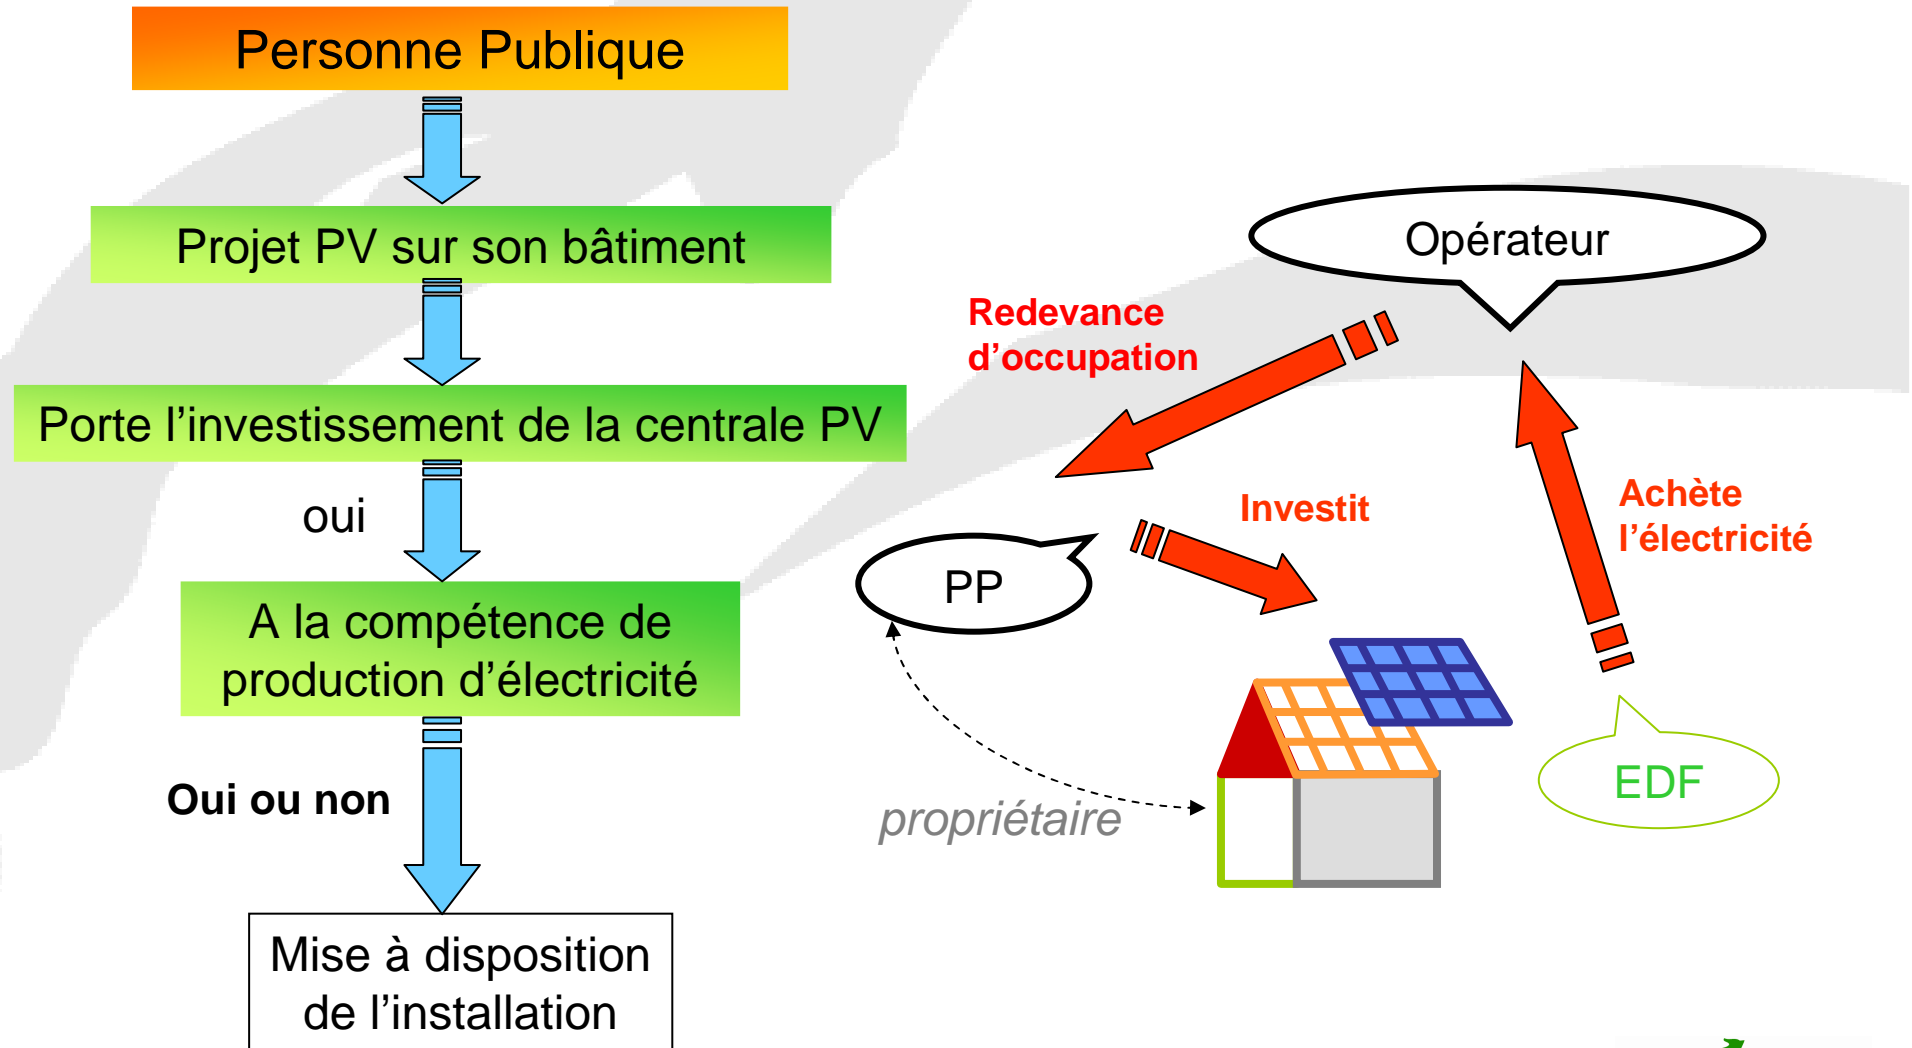 Personne Publique
Projet PV sur son bâtiment
Porte l’investissement de la centrale PV
oui
A la compétence de
production d’électricité
Oui ou non
Mise à disposition
de l’installation
Opérateur
Redevance
d’occupation
Investit
Achète
l’électricité
PP
EDF
propriétaire